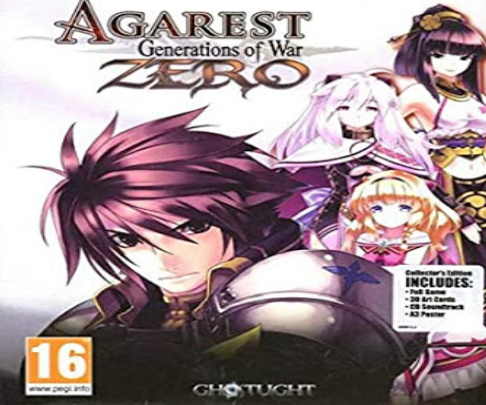 AGAREST
Generations of War
ZERO
Collector's Edition
INCLUDES:
• Full Game
• 30 Art Cards
• CD Soundtrack
• A3 Poster
16
www.pegi.info
GHOSTLIGHT